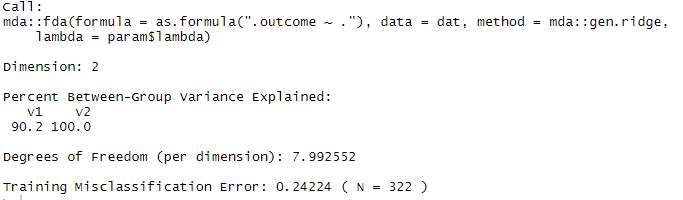 Call:
mda::fda(formula = as.formula(".outcome ~ ."), data = dat, method = mda::gen.ridge,
    lambda = param$lambda)
Dimension: 2
Percent Between-Group Variance Explained:
   v1    v2
 90.2 100.0
Degrees of Freedom (per dimension): 7.992552
Training Misclassification Error: 0.24224 ( N = 322 )